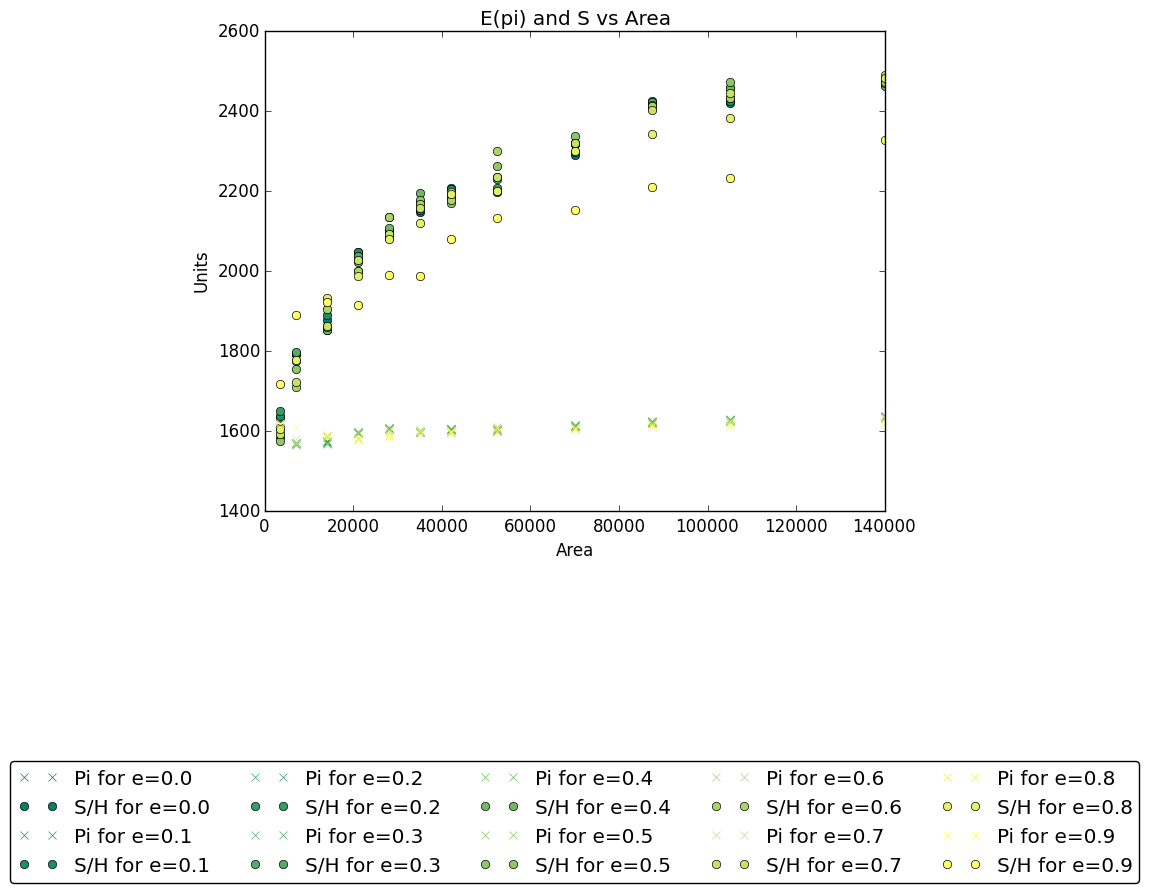 E(pi) and S vs Area
2600
2400
2200
2000
1800
1600
1400
Units
0 20000 40000 60000 80000 100000 120000 140000
Area
Pi for e=0.0 Pi for e=0.2 Pi for e=0.4 Pi for e=0.6 Pi for e=0.8
S/H for e=0.0 S/H for e=0.2 S/H for e=0.4 S/H for e=0.6 S/H for e=0.8
Pi for e=0.1 Pi for e=0.3 Pi for e=0.5 Pi for e=0.7 Pi for e=0.9
S/H for e=0.1 S/H for e=0.3 S/H for e=0.5 S/H for e=0.7 S/H for e=0.9